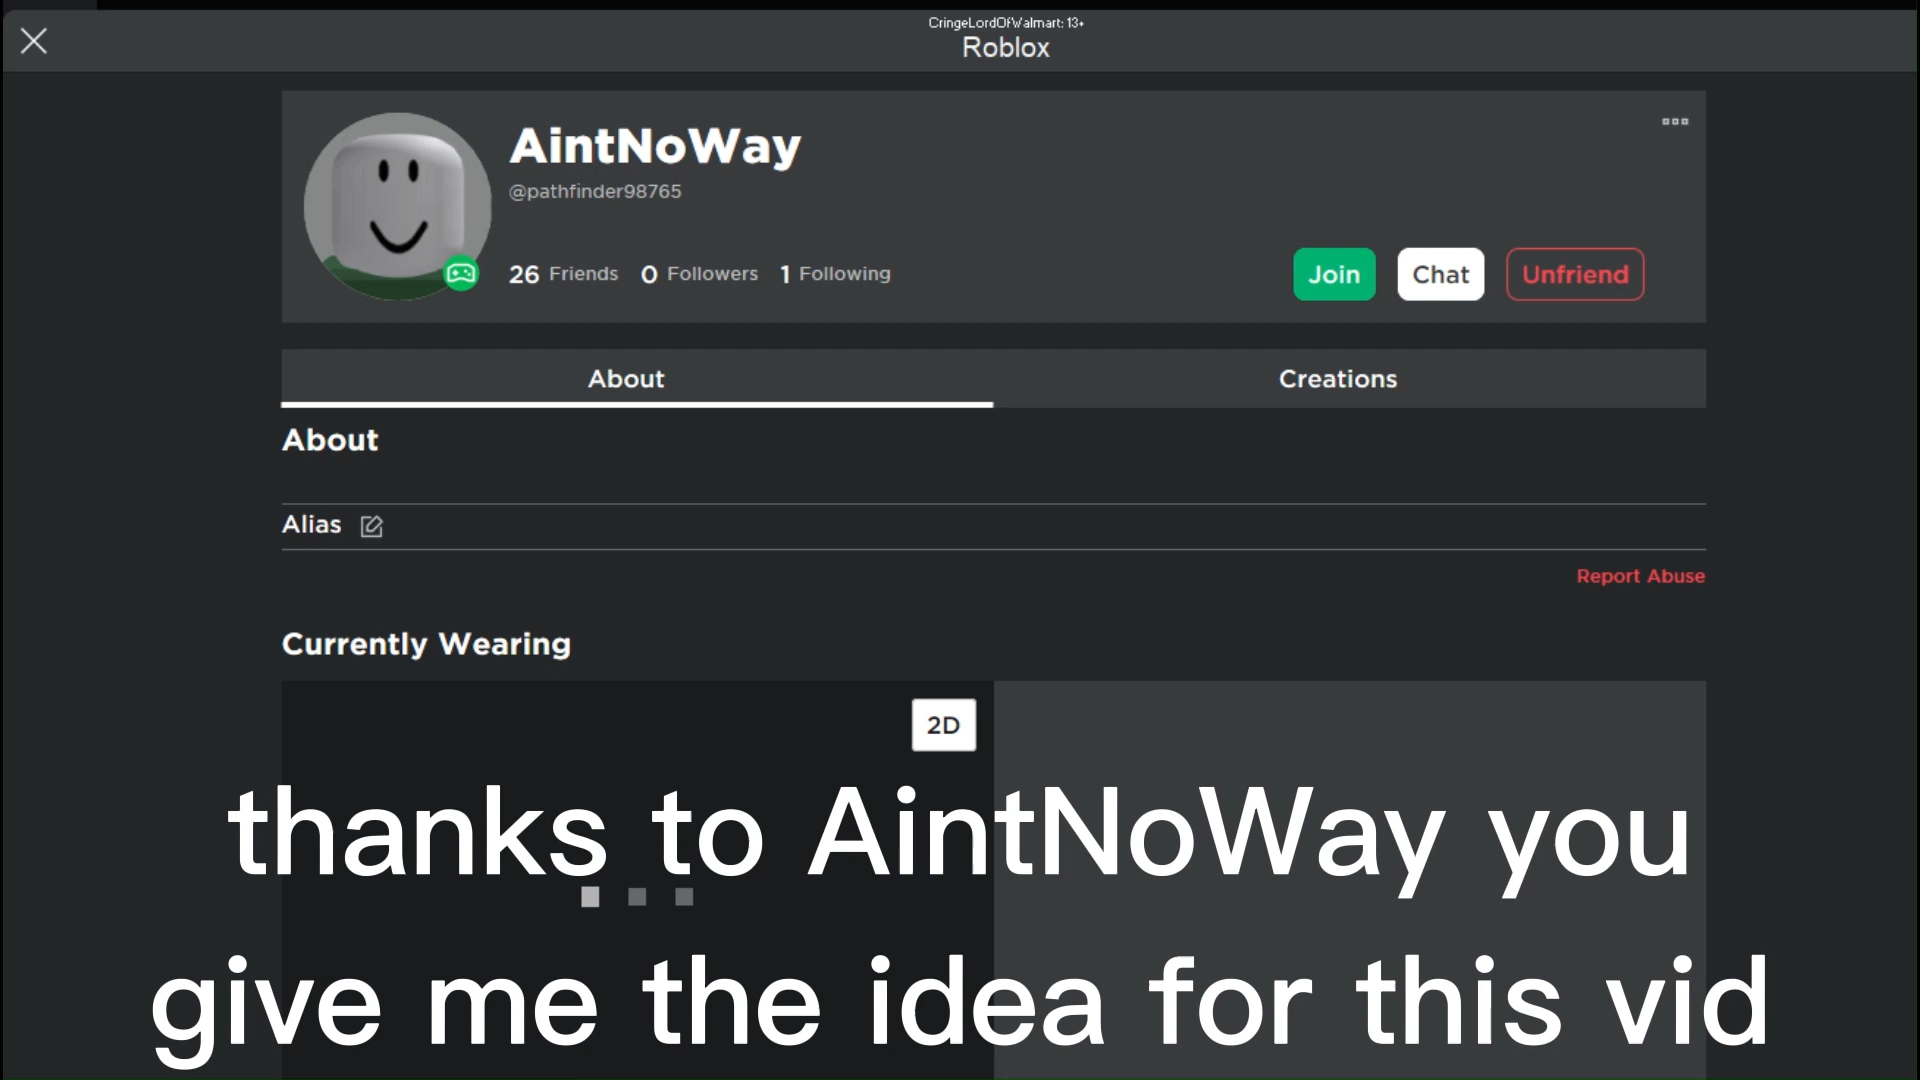 CringeLordOfWalmart: 13+
Roblox
AintNoWay
@pathfinder98765
26 Friends 0 Followers 1 Following
Join Chat Unfriend
About Creations
About
Alias
Report Abuse
Currently Wearing
2D
thanks to AintNoWay you
give me the idea for this vid